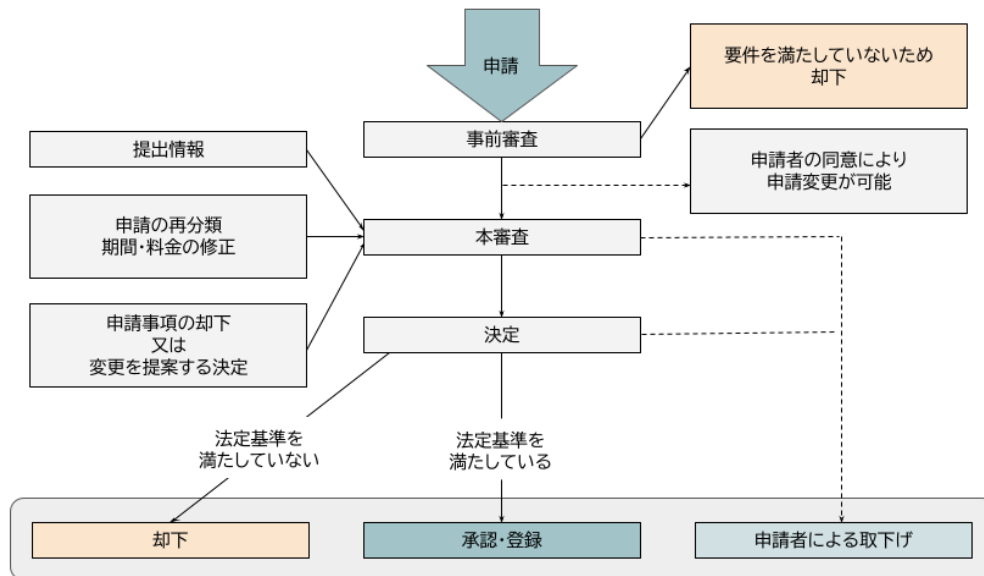 申請
要件を満たしていないため
却下
事前審査
提出情報
申請者の同意により
申請変更が可能
申請の再分類
期間・料金の修正
本審査
申請事項の却下
又は
変更を提案する決定
決定
法定基準を
満たしていない
法定基準を
満たしている
却下
承認・登録
申請者による取下げ